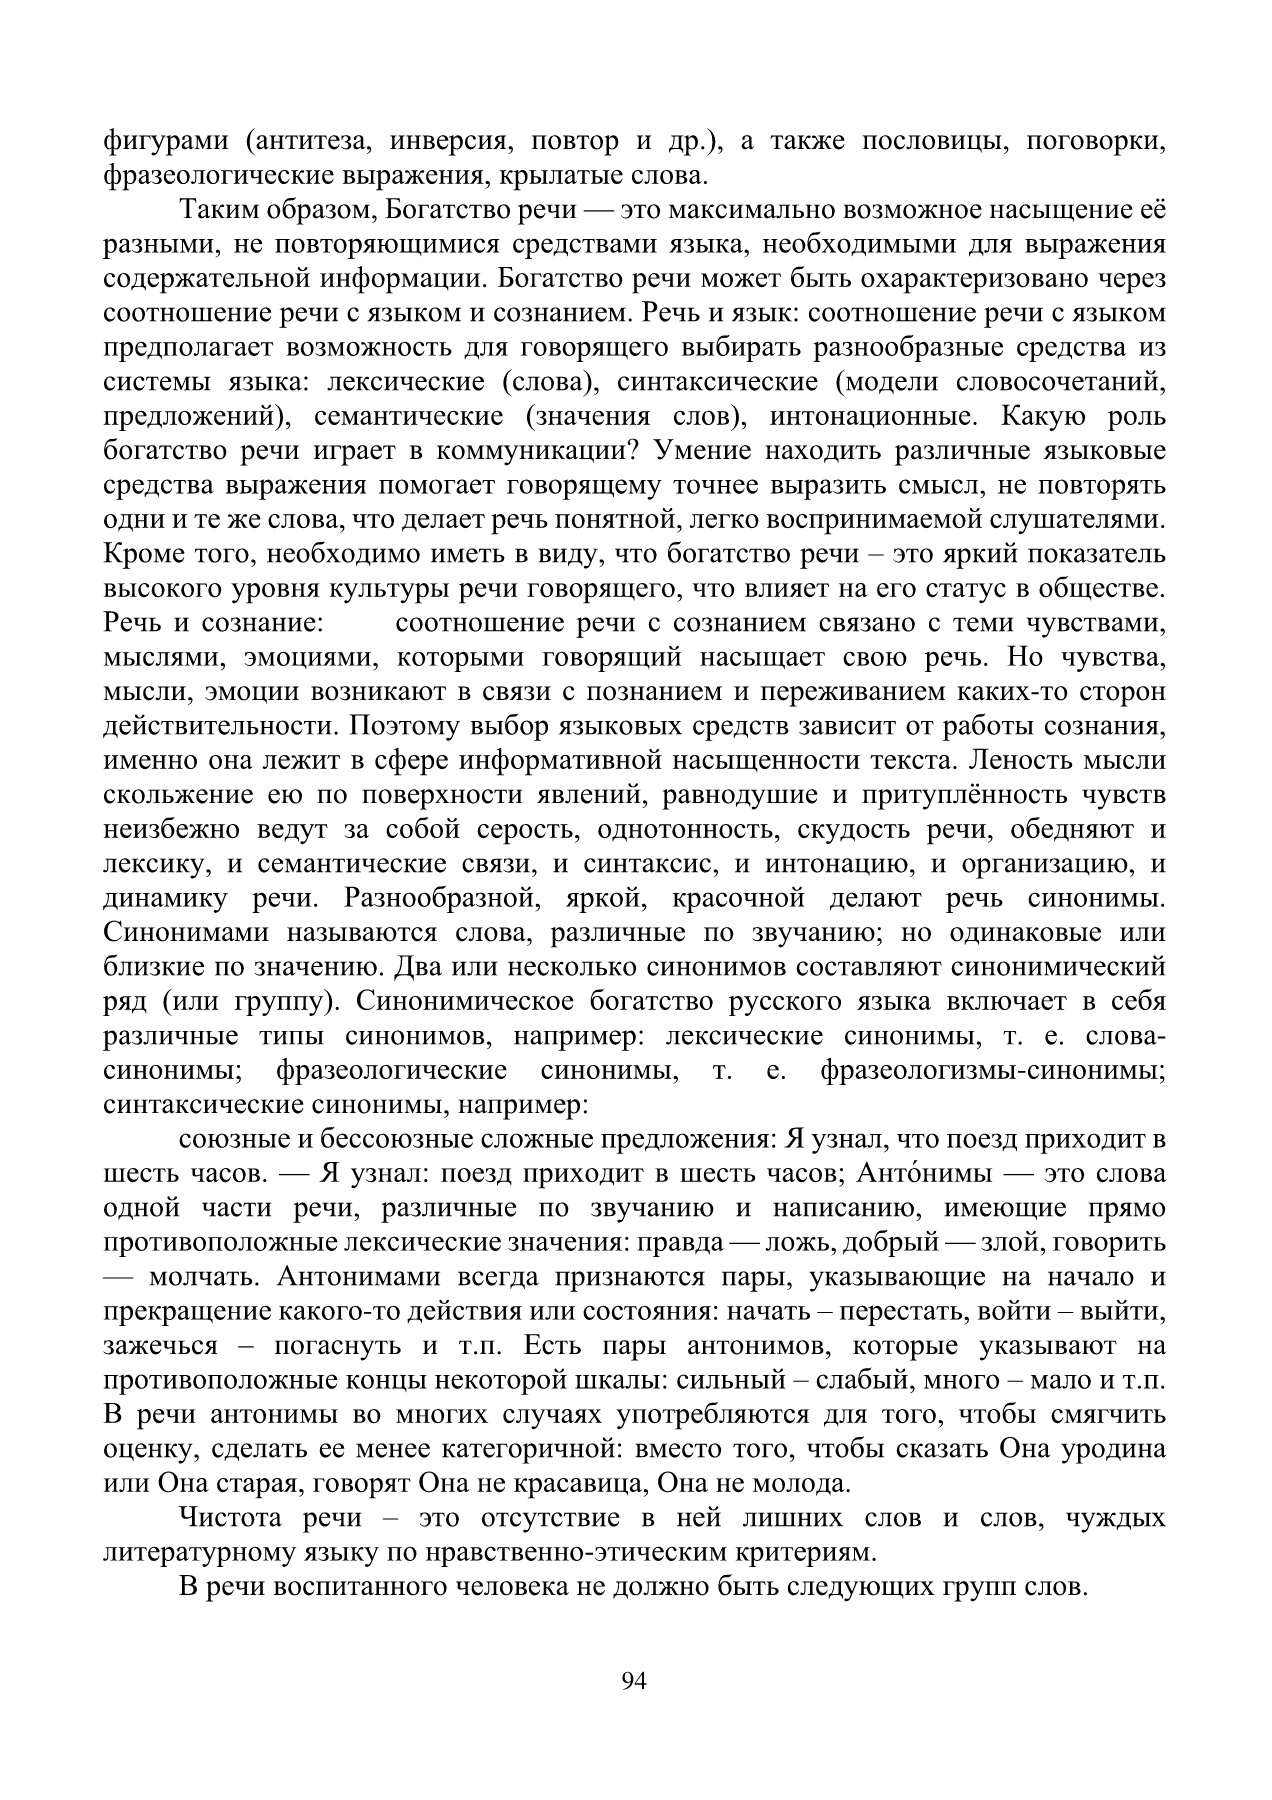 фигурами (антитеза, инверсия, повтор и др.), а также пословицы, поговорки,
фразеологические выражения, крылатые слова.
Таким образом, Богатство речи — это максимально возможное насыщение её
разными, не повторяющимися средствами языка, необходимыми для выражения
содержательной информации. Богатство речи может быть охарактеризовано через
соотношение речи с языком и сознанием. Речь и язык: соотношение речи с языком
предполагает возможность для говорящего выбирать разнообразные средства из
системы языка: лексические (слова), синтаксические (модели словосочетаний,
предложений), семантические (значения слов), интонационные. Какую роль
богатство речи играет в коммуникации? Умение находить различные языковые
средства выражения помогает говорящему точнее выразить смысл, не повторять
одни и те же слова, что делает речь понятной, легко воспринимаемой слушателями.
Кроме того, необходимо иметь в виду, что богатство речи – это яркий показатель
высокого уровня культуры речи говорящего, что влияет на его статус в обществе.
Речь и сознание: соотношение речи с сознанием связано с теми чувствами,
мыслями, эмоциями, которыми говорящий насыщает свою речь. Но чувства,
мысли, эмоции возникают в связи с познанием и переживанием каких-то сторон
действительности. Поэтому выбор языковых средств зависит от работы сознания,
именно она лежит в сфере информативной насыщенности текста. Леность мысли
скольжение ею по поверхности явлений, равнодушие и притуплённость чувств
неизбежно ведут за собой серость, однотонность, скудость речи, обедняют и
лексику, и семантические связи, и синтаксис, и интонацию, и организацию, и
динамику речи. Разнообразной, яркой, красочной делают речь синонимы.
Синонимами называются слова, различные по звучанию; но одинаковые или
близкие по значению. Два или несколько синонимов составляют синонимический
ряд (или группу). Синонимическое богатство русского языка включает в себя
различные типы синонимов, например: лексические синонимы, т. е. слова-
синонимы; фразеологические синонимы, т. е. фразеологизмы-синонимы;
синтаксические синонимы, например:
союзные и бессоюзные сложные предложения: Я узнал, что поезд приходит в
шесть часов. — Я узнал: поезд приходит в шесть часов; Анто́нимы — это слова
одной части речи, различные по звучанию и написанию, имеющие прямо
противоположные лексические значения: правда — ложь, добрый — злой, говорить
— молчать. Антонимами всегда признаются пары, указывающие на начало и
прекращение какого-то действия или состояния: начать – перестать, войти – выйти,
зажечься – погаснуть и т.п. Есть пары антонимов, которые указывают на
противоположные концы некоторой шкалы: сильный – слабый, много – мало и т.п.
В речи антонимы во многих случаях употребляются для того, чтобы смягчить
оценку, сделать ее менее категоричной: вместо того, чтобы сказать Она уродина
или Она старая, говорят Она не красавица, Она не молода.
Чистота речи – это отсутствие в ней лишних слов и слов, чуждых
литературному языку по нравственно-этическим критериям.
В речи воспитанного человека не должно быть следующих групп слов.
94